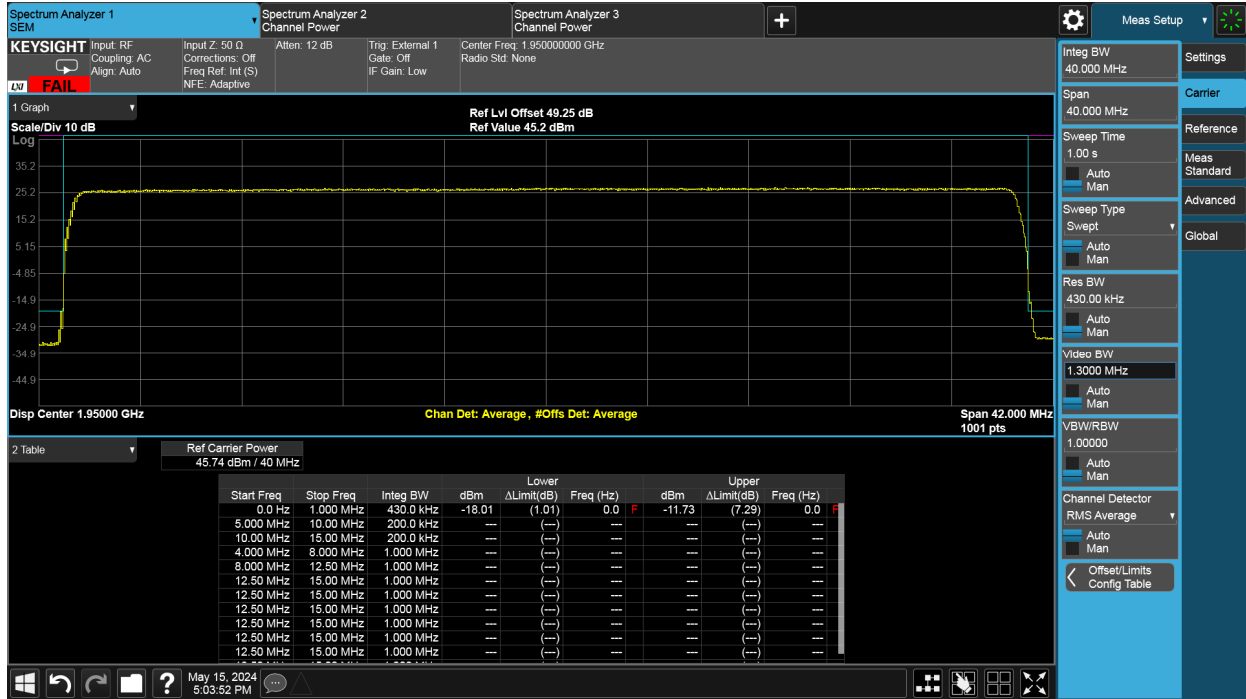 Spectrum Analyzer 1
SEM
Spectrum Analyzer 2
Channel Power
Spectrum Analyzer 3
Channel Power
Meas Setup
KEYSIGHT
LXI
FAIL
Input: RF
Coupling: AC
Align: Auto
Input Z: 50 Ω
Corrections: Off
Freq Ref: Int (S)
NFE: Adaptive
Atten: 12 dB
Trig: External 1
Gate: Off
IF Gain: Low
Center Freq: 1.950000000 GHz
Radio Std: None
1 Graph
Scale/Div 10 dB
Ref Lvl Offset 49.25 dB
Ref Value 45.2 dBm
Log
35.2
25.2
15.2
5.15
-4.85
-14.9
-24.9
-34.9
-44.9
Disp Center 1.95000 GHz
Chan Det: Average, #Offs Det: Average
Span 42.000 MHz
1001 pts
2 Table
Ref Carrier Power
45.74 dBm / 40 MHz
Lower Upper
Start Freq Stop Freq Integ BW dBm ΔLimit(dB) Freq (Hz) dBm ΔLimit(dB) Freq (Hz)
0.0 Hz 1.000 MHz 430.0 kHz -18.01 (1.01) 0.0 F -11.73 (7.29) 0.0 F
5.000 MHz 10.00 MHz 200.0 kHz --- (---) --- --- (---) ---
10.00 MHz 15.00 MHz 200.0 kHz --- (---) --- --- (---) ---
4.000 MHz 8.000 MHz 1.000 MHz --- (---) --- --- (---) ---
8.000 MHz 12.50 MHz 1.000 MHz --- (---) --- --- (---) ---
12.50 MHz 15.00 MHz 1.000 MHz --- (---) --- --- (---) ---
12.50 MHz 15.00 MHz 1.000 MHz --- (---) --- --- (---) ---
12.50 MHz 15.00 MHz 1.000 MHz --- (---) --- --- (---) ---
12.50 MHz 15.00 MHz 1.000 MHz --- (---) --- --- (---) ---
12.50 MHz 15.00 MHz 1.000 MHz --- (---) --- --- (---) ---
12.50 MHz 15.00 MHz 1.000 MHz --- (---) --- --- (---) ---
Integ BW
40.000 MHz
Span
40.000 MHz
Sweep Time
1.00 s
Auto
Man
Sweep Type
Swept
Auto
Man
Res BW
430.00 kHz
Auto
Man
Video BW
1.3000 MHz
Auto
Man
VBW/RBW
1.00000
Auto
Man
Channel Detector
RMS Average
Auto
Man
Offset/Limits
Config Table
Settings
Carrier
Reference
Meas
Standard
Advanced
Global
?
May 15, 2024
5:03:52 PM